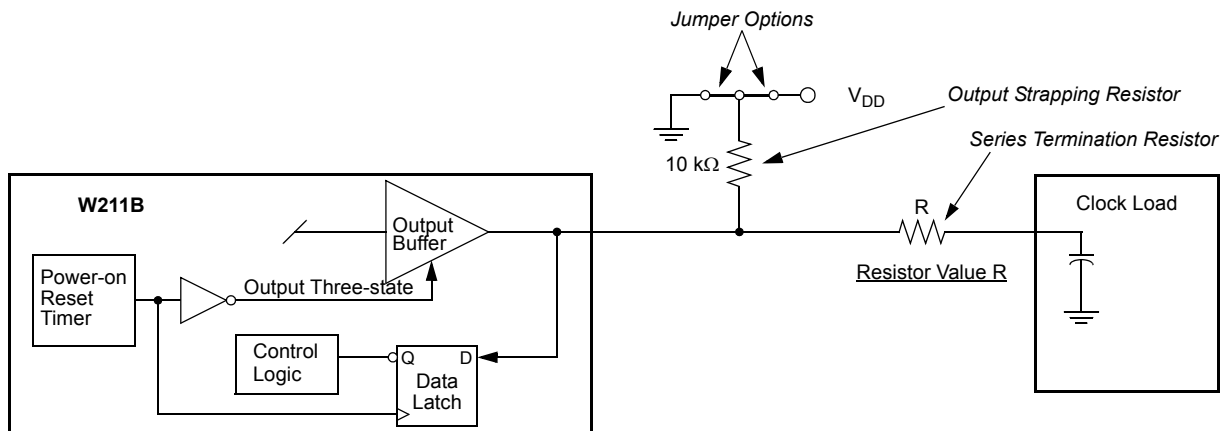 Jumper Options
V_DD
Output Strapping Resistor
Series Termination Resistor
10 kΩ
W211B
Output
Buffer
R
Clock Load
Power-on
Reset
Timer
Output Three-state
Resistor Value R
Control
Logic
Q
D
Data
Latch